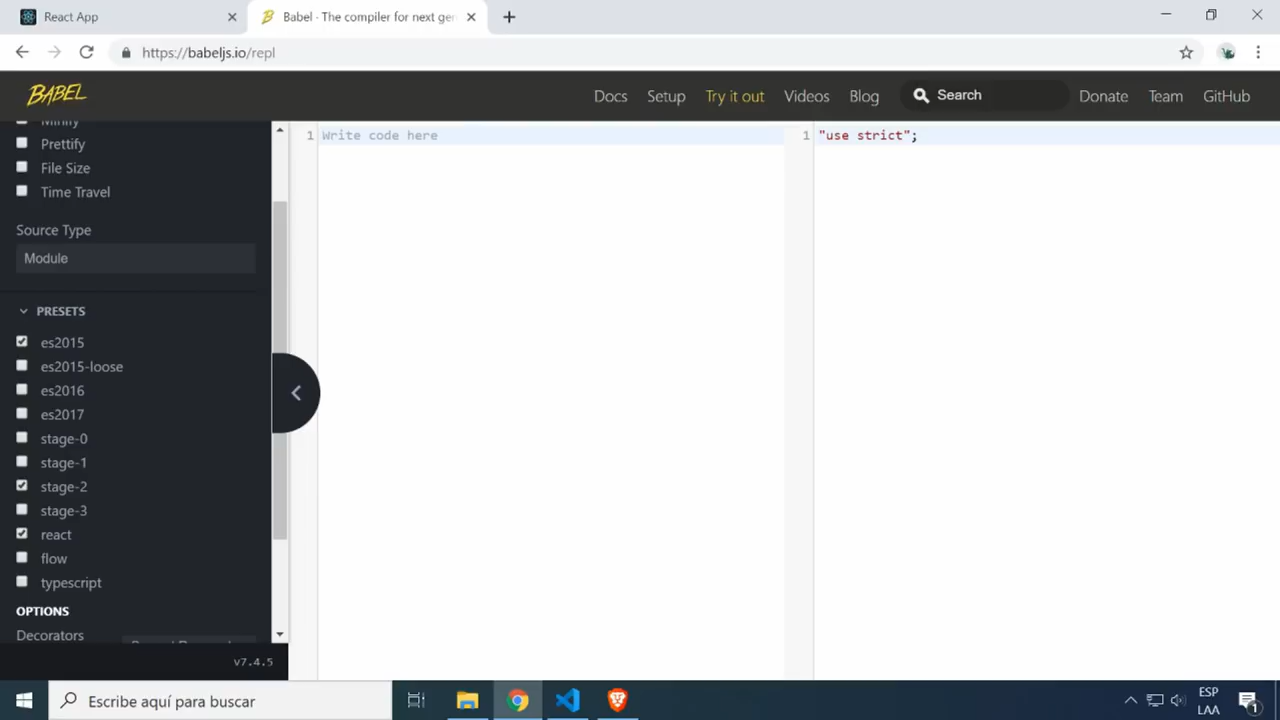 React App
Babel · The compiler for next gen
https://babeljs.io/repl
BABEL
Docs
Setup
Try it out
Videos
Blog
Search
Donate
Team
GitHub
Minify
Prettify
File Size
Time Travel
Source Type
Module
PRESETS
es2015
es2015-loose
es2016
es2017
stage-0
stage-1
stage-2
stage-3
react
flow
typescript
OPTIONS
Decorators
v7.4.5
1 Write code here
1 "use strict";
Escribe aquí para buscar
ESP
LAA
1